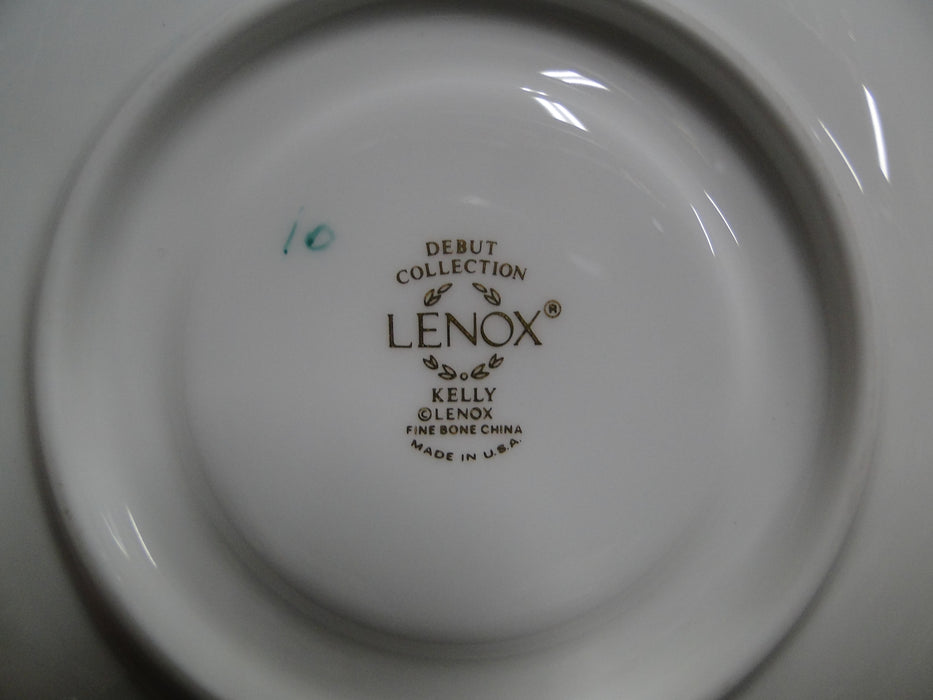 10
DEBUT
COLLECTION
LENOX®
KELLY
©LENOX
FINE BONE CHINA
MADE IN U.S.A.